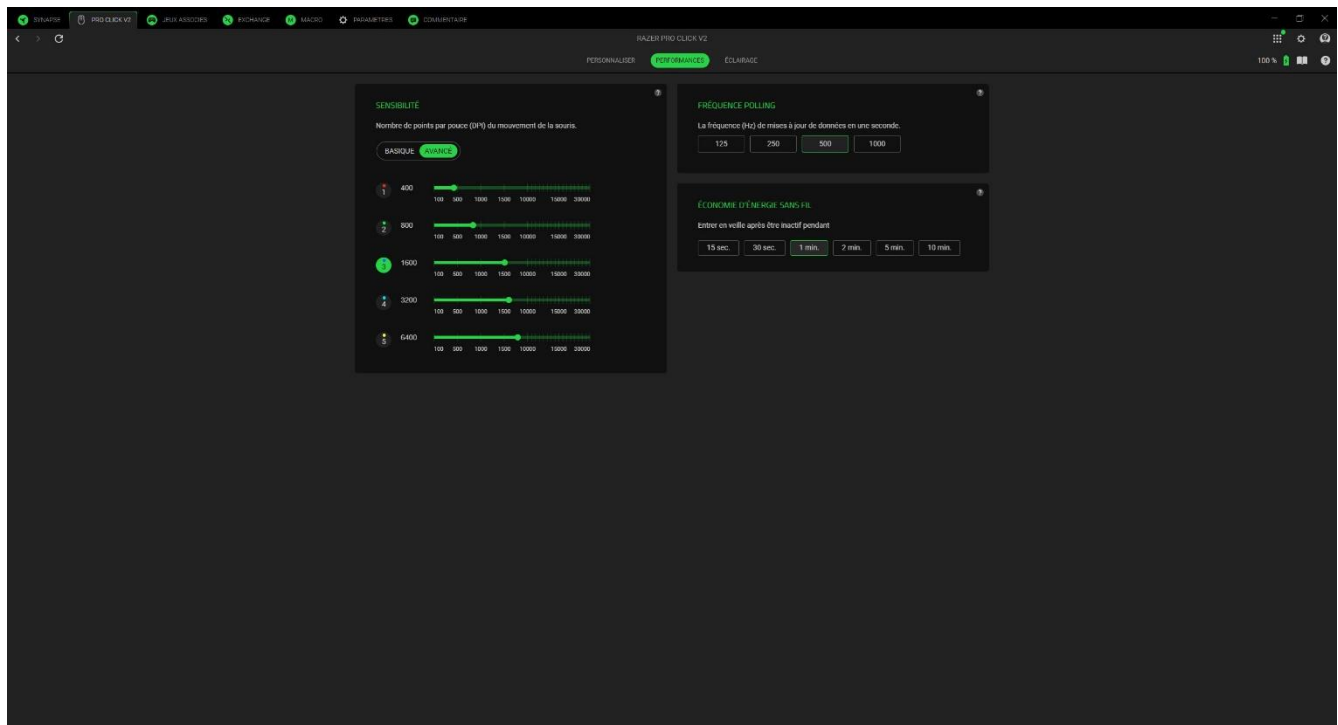 SYNAPSE PRO CLICK V2 JEUX ASSOCIÉS EXCHANGE MACRO PARAMÈTRES COMMENTAIRE
RAZER PRO CLICK V2
PERSONNALISER PERFORMANCES ÉCLAIRAGE
100 %
SENSIBILITÉ
Nombre de points par pouce (DPI) du mouvement de la souris.
BASIQUE AVANCÉ
1 400
100 500 1000 1500 10000 15000 30000
2 800
100 500 1000 1500 10000 15000 30000
3 1600
100 500 1000 1500 10000 15000 30000
4 3200
100 500 1000 1500 10000 15000 30000
5 6400
100 500 1000 1500 10000 15000 30000
FRÉQUENCE POLLING
La fréquence (Hz) de mises à jour de données en une seconde.
125 250 500 1000
ÉCONOMIE D'ÉNERGIE SANS FIL
Entrer en veille après être inactif pendant
15 sec. 30 sec. 1 min. 2 min. 5 min. 10 min.